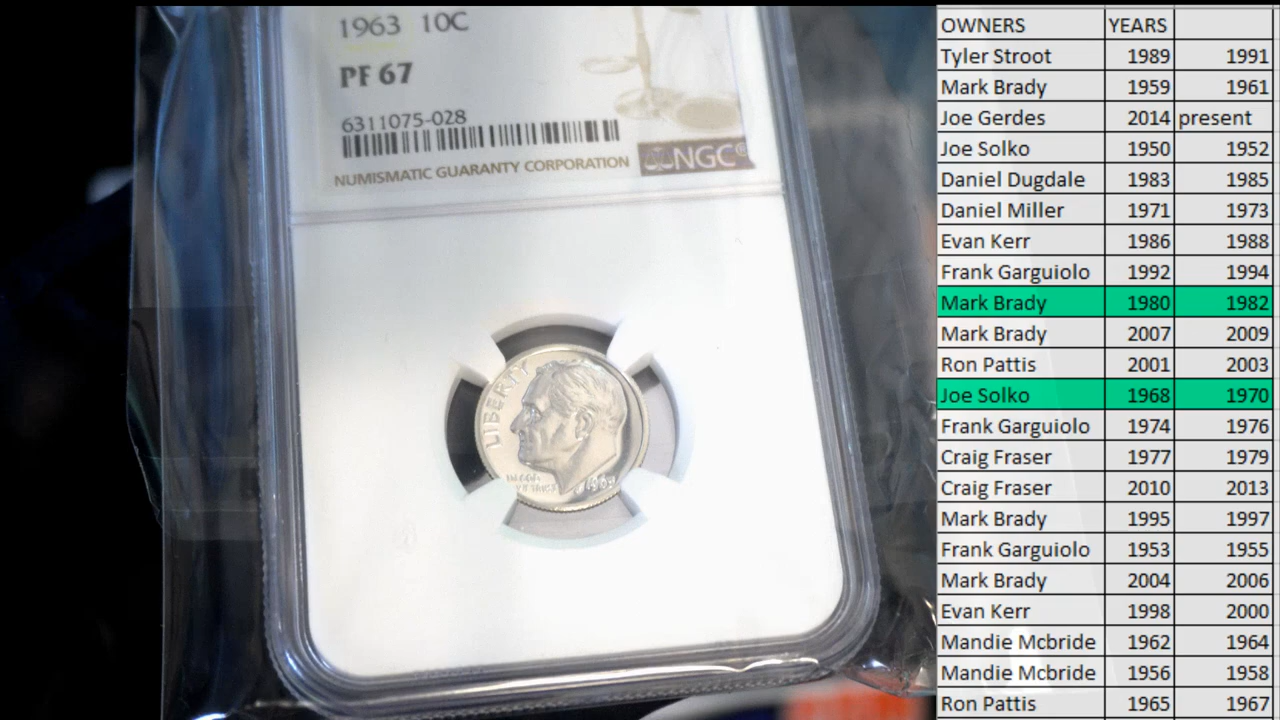 1963 10C
PF 67
6311075-028
NUMISMATIC GUARANTY CORPORATION NGC®
LIBERTY
OWNERS YEARS
Tyler Stroot 1989 1991
Mark Brady 1959 1961
Joe Gerdes 2014 present
Joe Solko 1950 1952
Daniel Dugdale 1983 1985
Daniel Miller 1971 1973
Evan Kerr 1986 1988
Frank Garguiolo 1992 1994
Mark Brady 1980 1982
Mark Brady 2007 2009
Ron Pattis 2001 2003
Joe Solko 1968 1970
Frank Garguiolo 1974 1976
Craig Fraser 1977 1979
Craig Fraser 2010 2013
Mark Brady 1995 1997
Frank Garguiolo 1953 1955
Mark Brady 2004 2006
Evan Kerr 1998 2000
Mandie Mcbride 1962 1964
Mandie Mcbride 1956 1958
Ron Pattis 1965 1967